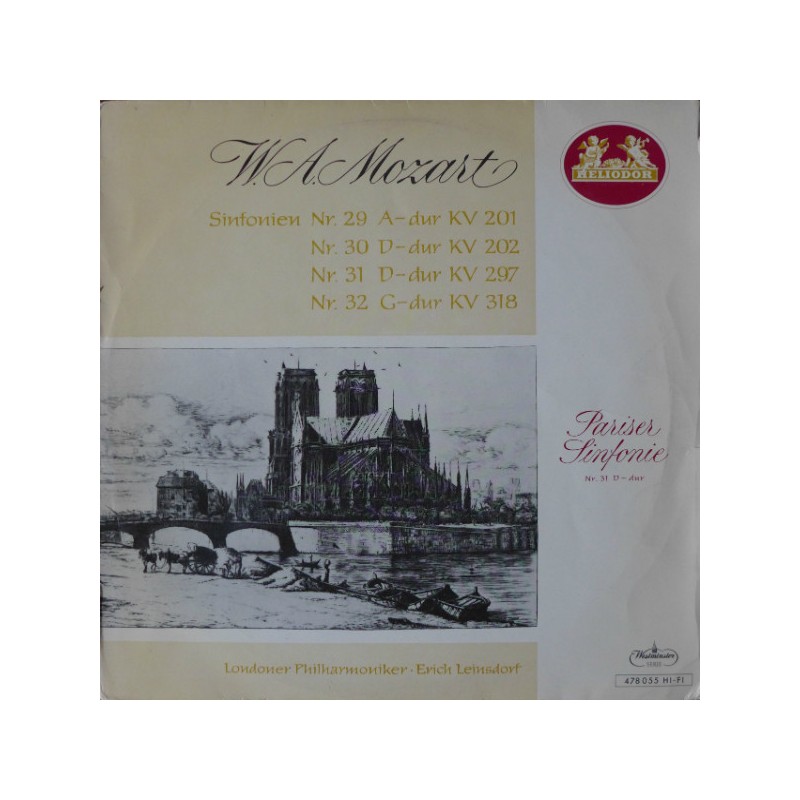 W.A.Mozart
Sinfonien Nr. 29 A-dur KV 201
Nr. 30 D-dur KV 202
Nr. 31 D-dur KV 297
Nr. 32 G-dur KV 318
HELIODOR
Pariser
Sinfonie
Nr. 31 D-dur
Londoner Philharmoniker · Erich Leinsdorf
Westminster
478 055 HI-FI